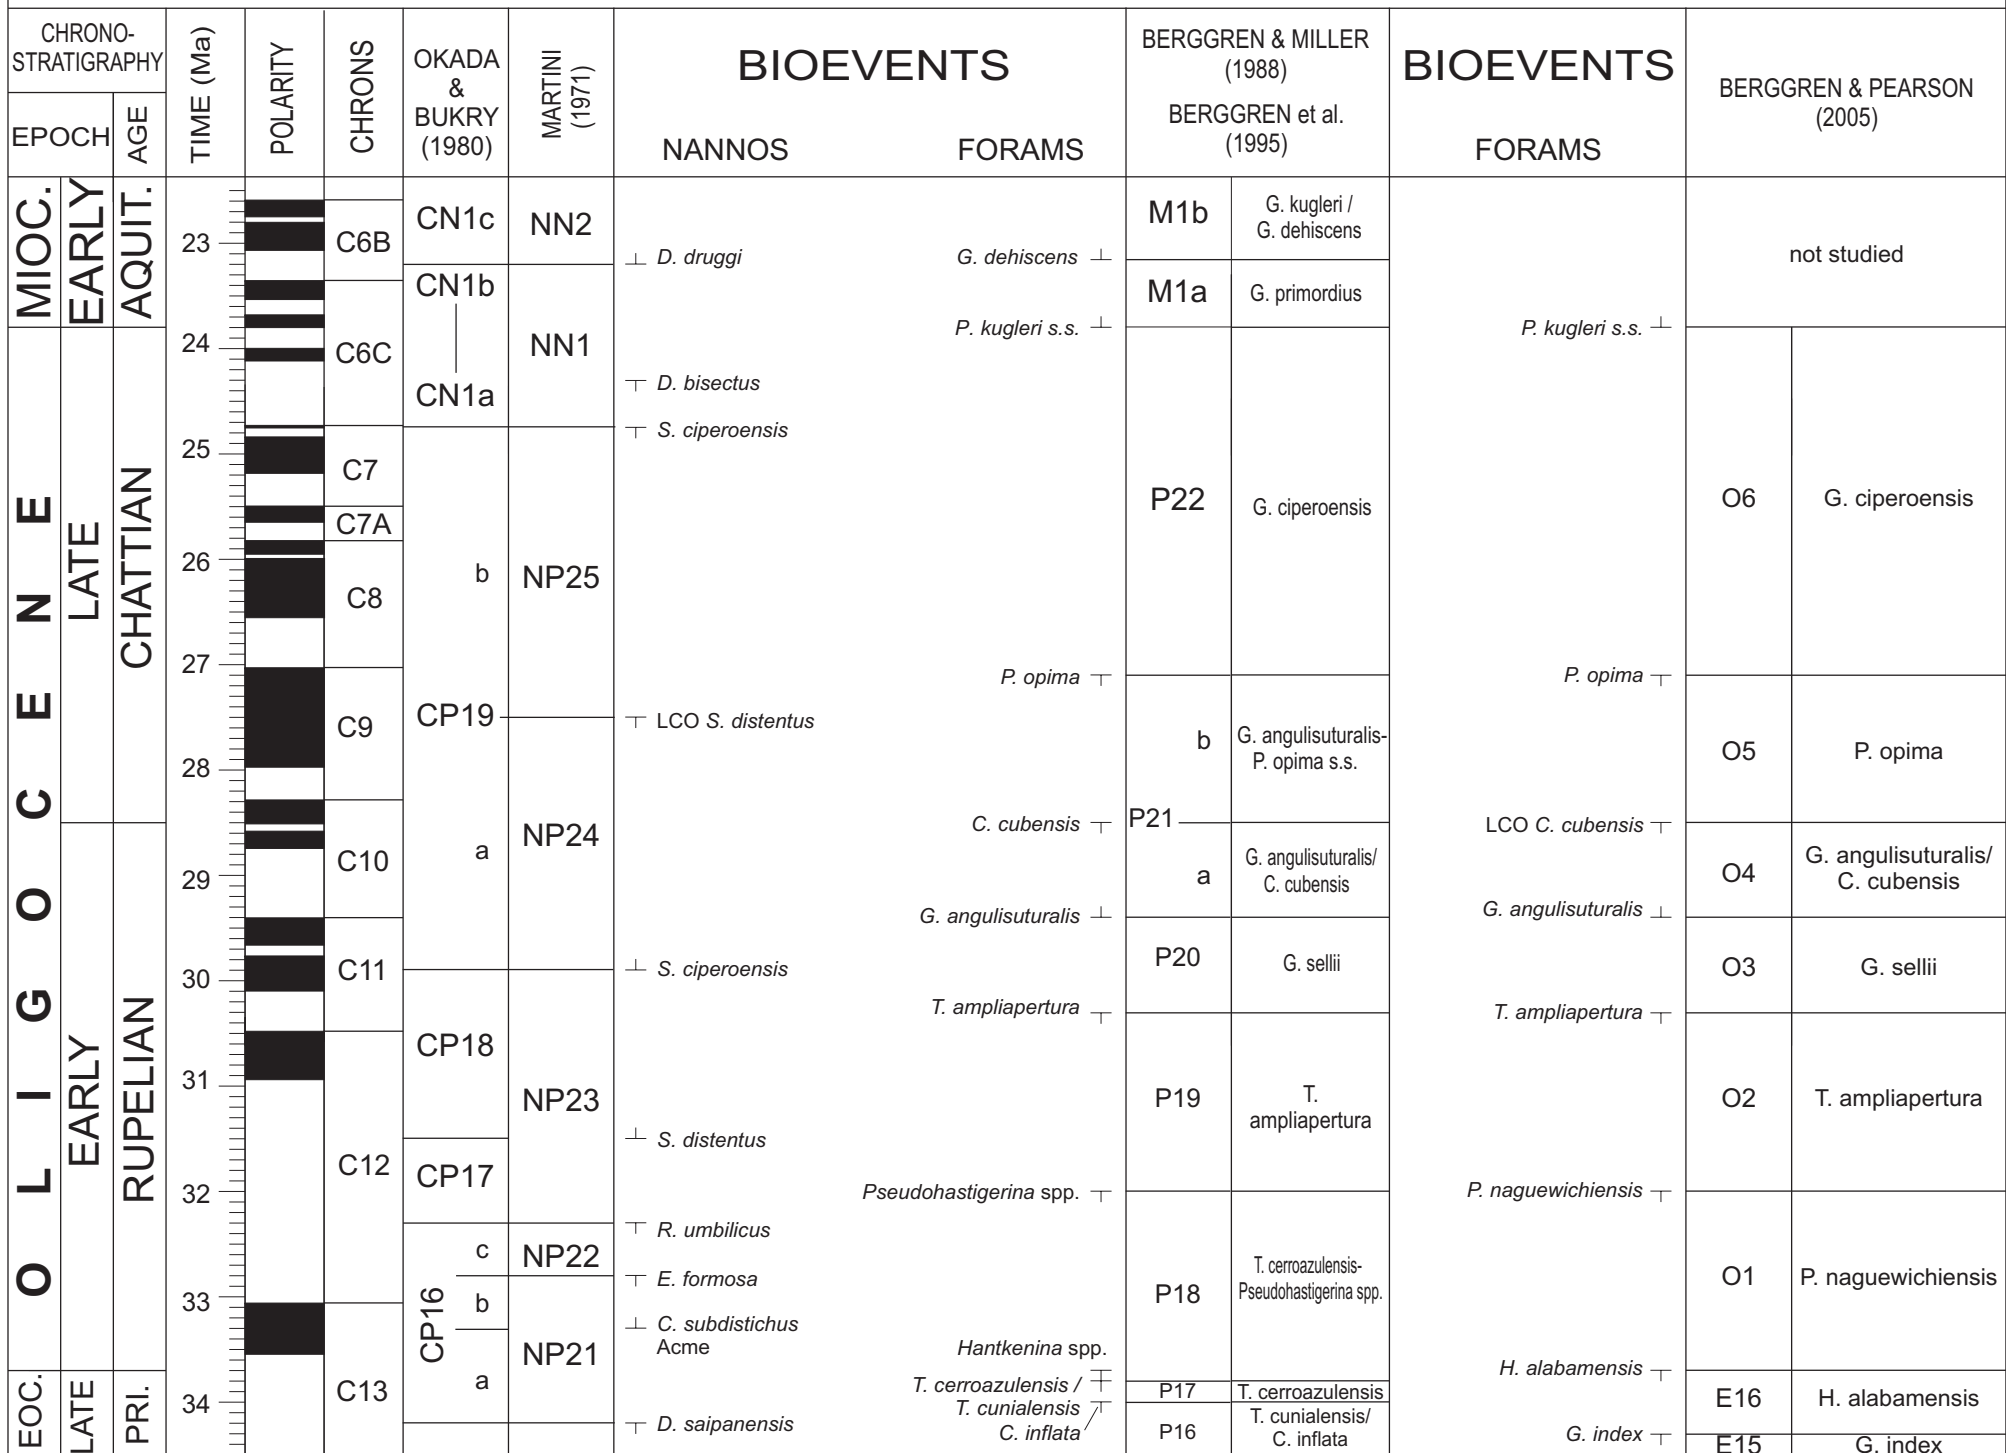 CHRONO-
STRATIGRAPHY
EPOCH
AGE
TIME (Ma)
POLARITY
CHRONS
OKADA
&
BUKRY
(1980)
MARTINI
(1971)
BIOEVENTS
NANNOS
FORAMS
BERGGREN & MILLER
(1988)
BERGGREN et al.
(1995)
BIOEVENTS
FORAMS
BERGGREN & PEARSON
(2005)
MIOC.
EARLY
AQUIT.
OLIGOCENE
LATE
CHATTIAN
EARLY
RUPELIAN
EOC.
LATE
PRI.
23
24
25
26
27
28
29
30
31
32
33
34
C6B
C6C
C7
C7A
C8
C9
C10
C11
C12
C13
CN1c
CN1b
CN1a
b
CP19
a
CP18
CP17
CP16
c
b
a
NN2
NN1
NP25
NP24
NP23
NP22
NP21
D. druggi
D. bisectus
S. ciperoensis
LCO S. distentus
S. ciperoensis
S. distentus
R. umbilicus
E. formosa
C. subdistichus
Acme
D. saipanensis
G. dehiscens
P. kugleri s.s.
P. opima
C. cubensis
G. angulisuturalis
T. ampliapertura
Pseudohastigerina spp.
Hantkenina spp.
T. cerroazulensis /
T. cunialensis
C. inflata
M1b
M1a
P22
b
P21
a
P20
P19
P18
P17
P16
G. kugleri /
G. dehiscens
G. primordius
G. ciperoensis
G. angulisuturalis-
P. opima s.s.
G. angulisuturalis/
C. cubensis
G. sellii
T.
ampliapertura
T. cerroazulensis-
Pseudohastigerina spp.
T. cerroazulensis
T. cunialensis/
C. inflata
P. kugleri s.s.
P. opima
LCO C. cubensis
G. angulisuturalis
T. ampliapertura
P. naguewichiensis
H. alabamensis
G. index
not studied
O6
G. ciperoensis
O5
P. opima
O4
G. angulisuturalis/
C. cubensis
O3
G. sellii
O2
T. ampliapertura
O1
P. naguewichiensis
E16
H. alabamensis
E15
G. index